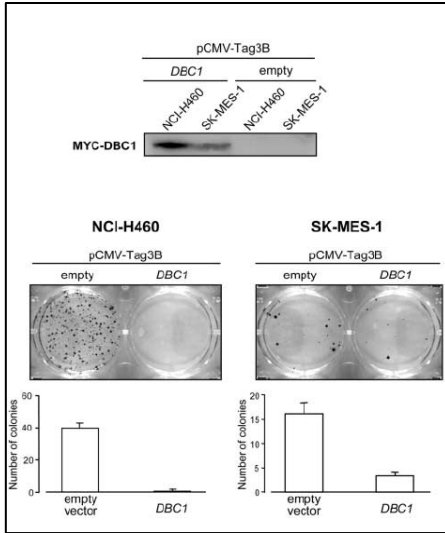 pCMV-Tag3B
DBC1 empty
NCI-H460 SK-MES-1 NCI-H460 SK-MES-1
MYC-DBC1
NCI-H460 SK-MES-1
pCMV-Tag3B pCMV-Tag3B
empty DBC1 empty DBC1
Number of colonies
60
40
20
0
empty vector
DBC1
Number of colonies
20
15
10
5
0
empty vector
DBC1